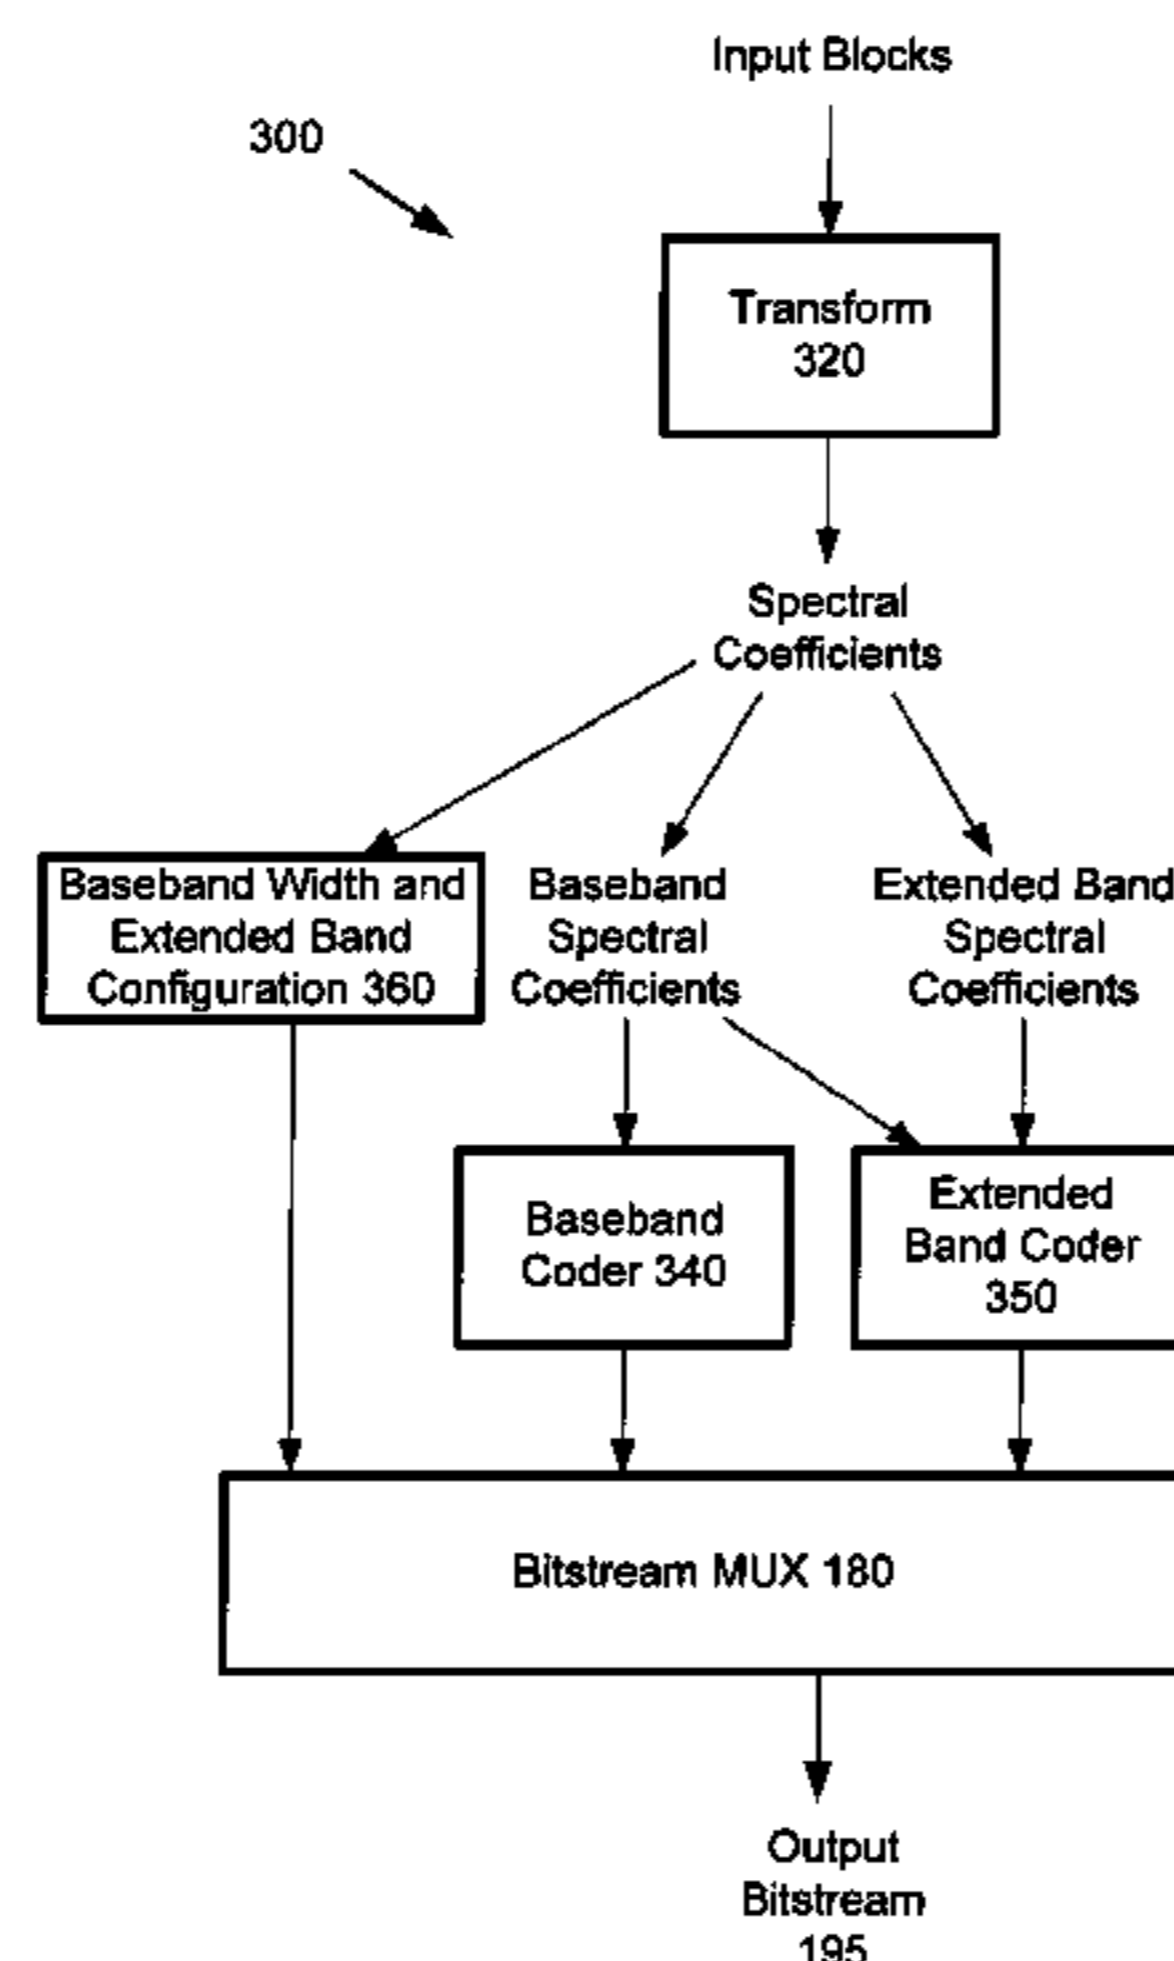 Input Blocks
300
Transform
320
Spectral
Coefficients
Baseband Width and
Extended Band
Configuration 360
Baseband
Spectral
Coefficients
Extended Band
Spectral
Coefficients
Baseband
Coder 340
Extended
Band Coder
350
Bitstream MUX 180
Output
Bitstream
195